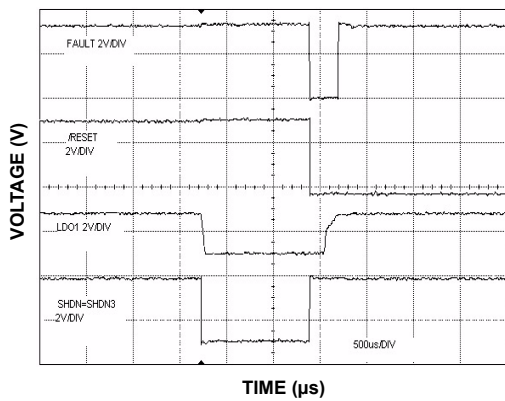 FAULT 2V/DIV
/RESET
2V/DIV
VOLTAGE (V)
LDO1 2V/DIV
SHDN=SHDN3
2V/DIV
500us/DIV
TIME (µs)